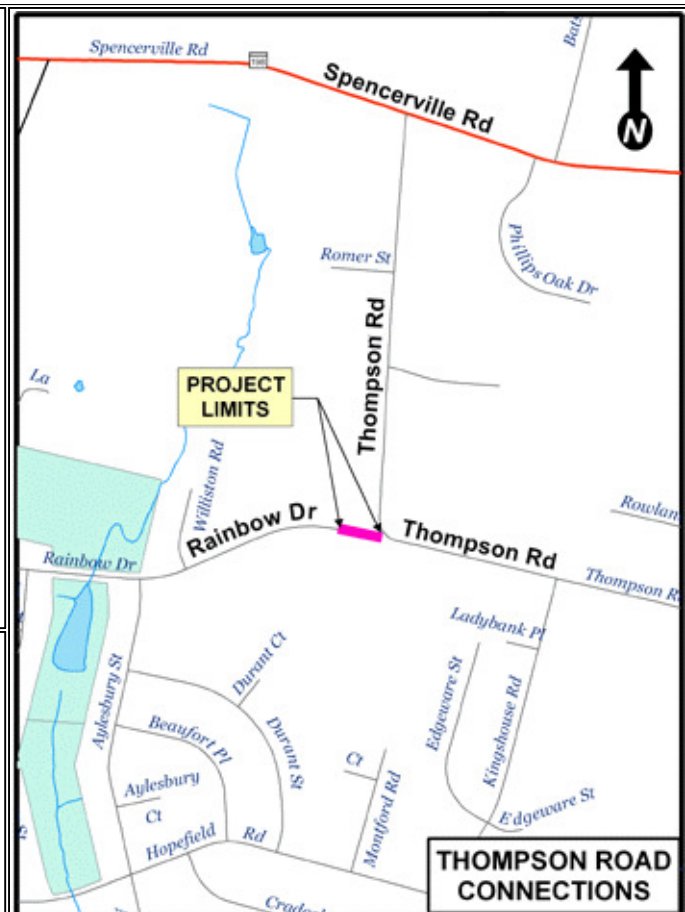 Spencerville Rd
198
Spencerville Rd
Bats
N
Phillips Oak Dr
Romer St
Thompson Rd
La
PROJECT
LIMITS
Williston Rd
Rainbow Dr
Thompson Rd
Rowlan
Rainbow Dr
Thompson R
Ladybank Pl
Aylesbury St
Durant Ct
Durant St
Edgeware St
Kingshouse Rd
Beaufort Pl
Ct
Montford Rd
Aylesbury
Ct
Edgeware St
Hopefield Rd
THOMPSON ROAD
CONNECTIONS